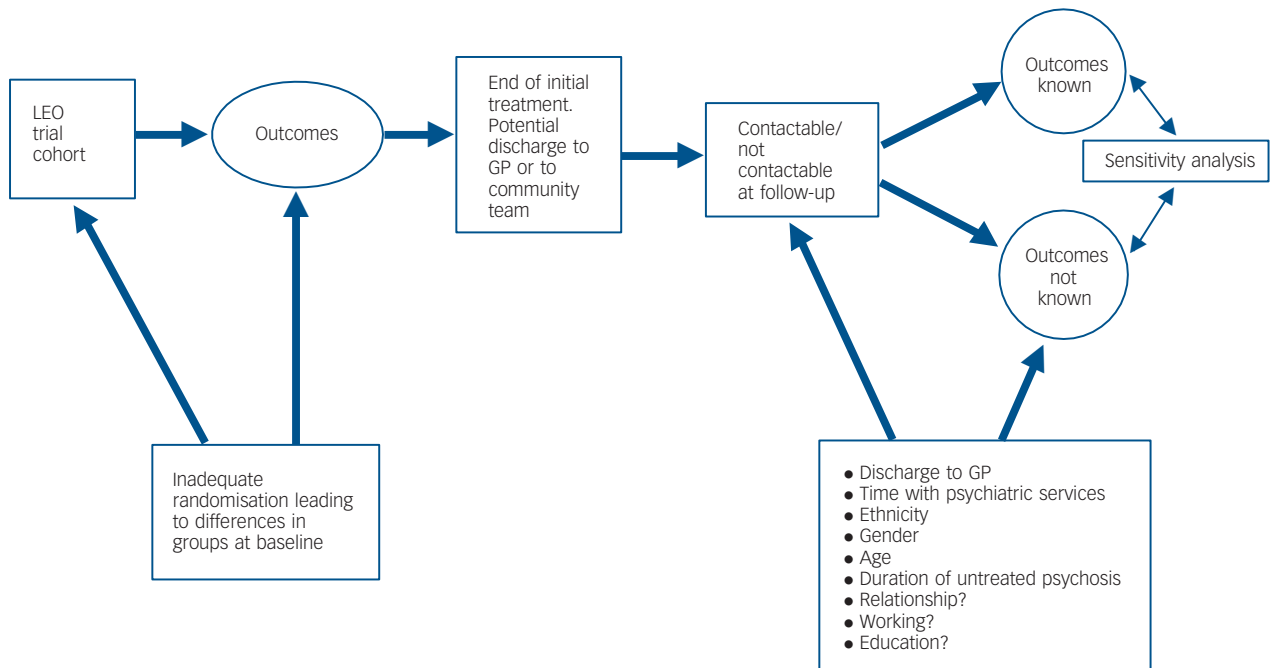 LEO
trial
cohort
Outcomes
End of initial
treatment.
Potential
discharge to
GP or to
community
team
Contactable/
not
contactable
at follow-up
Outcomes
known
Sensitivity analysis
Outcomes
not
known
Inadequate
randomisation leading
to differences in
groups at baseline
• Discharge to GP
• Time with psychiatric services
• Ethnicity
• Gender
• Age
• Duration of untreated psychosis
• Relationship?
• Working?
• Education?